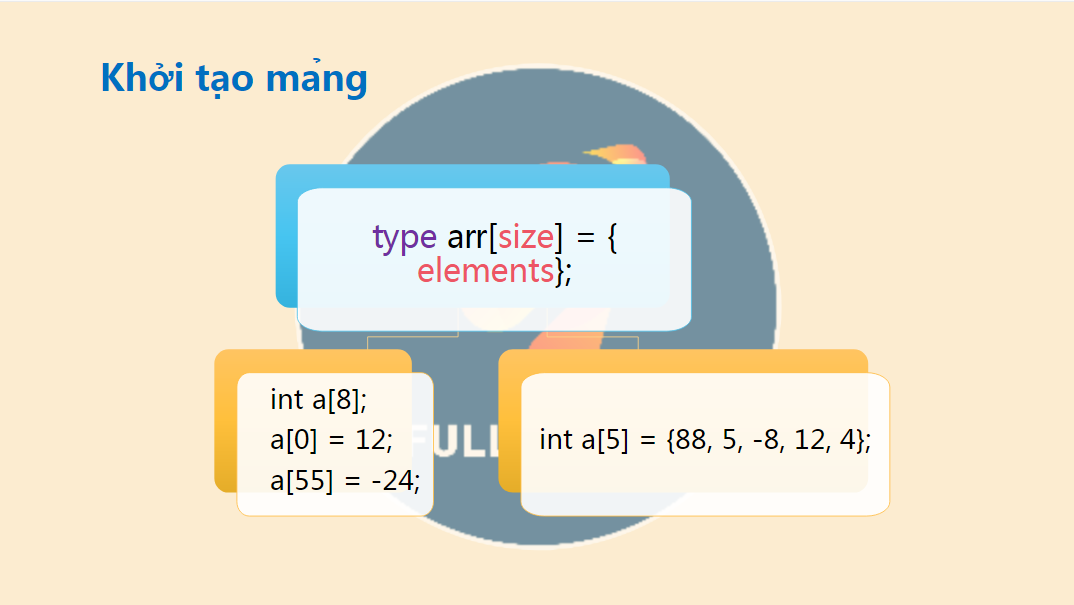 Khởi tạo mảng
type arr[size] = {
elements};
int a[8];
a[0] = 12;
a[55] = -24;
int a[5] = {88, 5, -8, 12, 4};
FULL